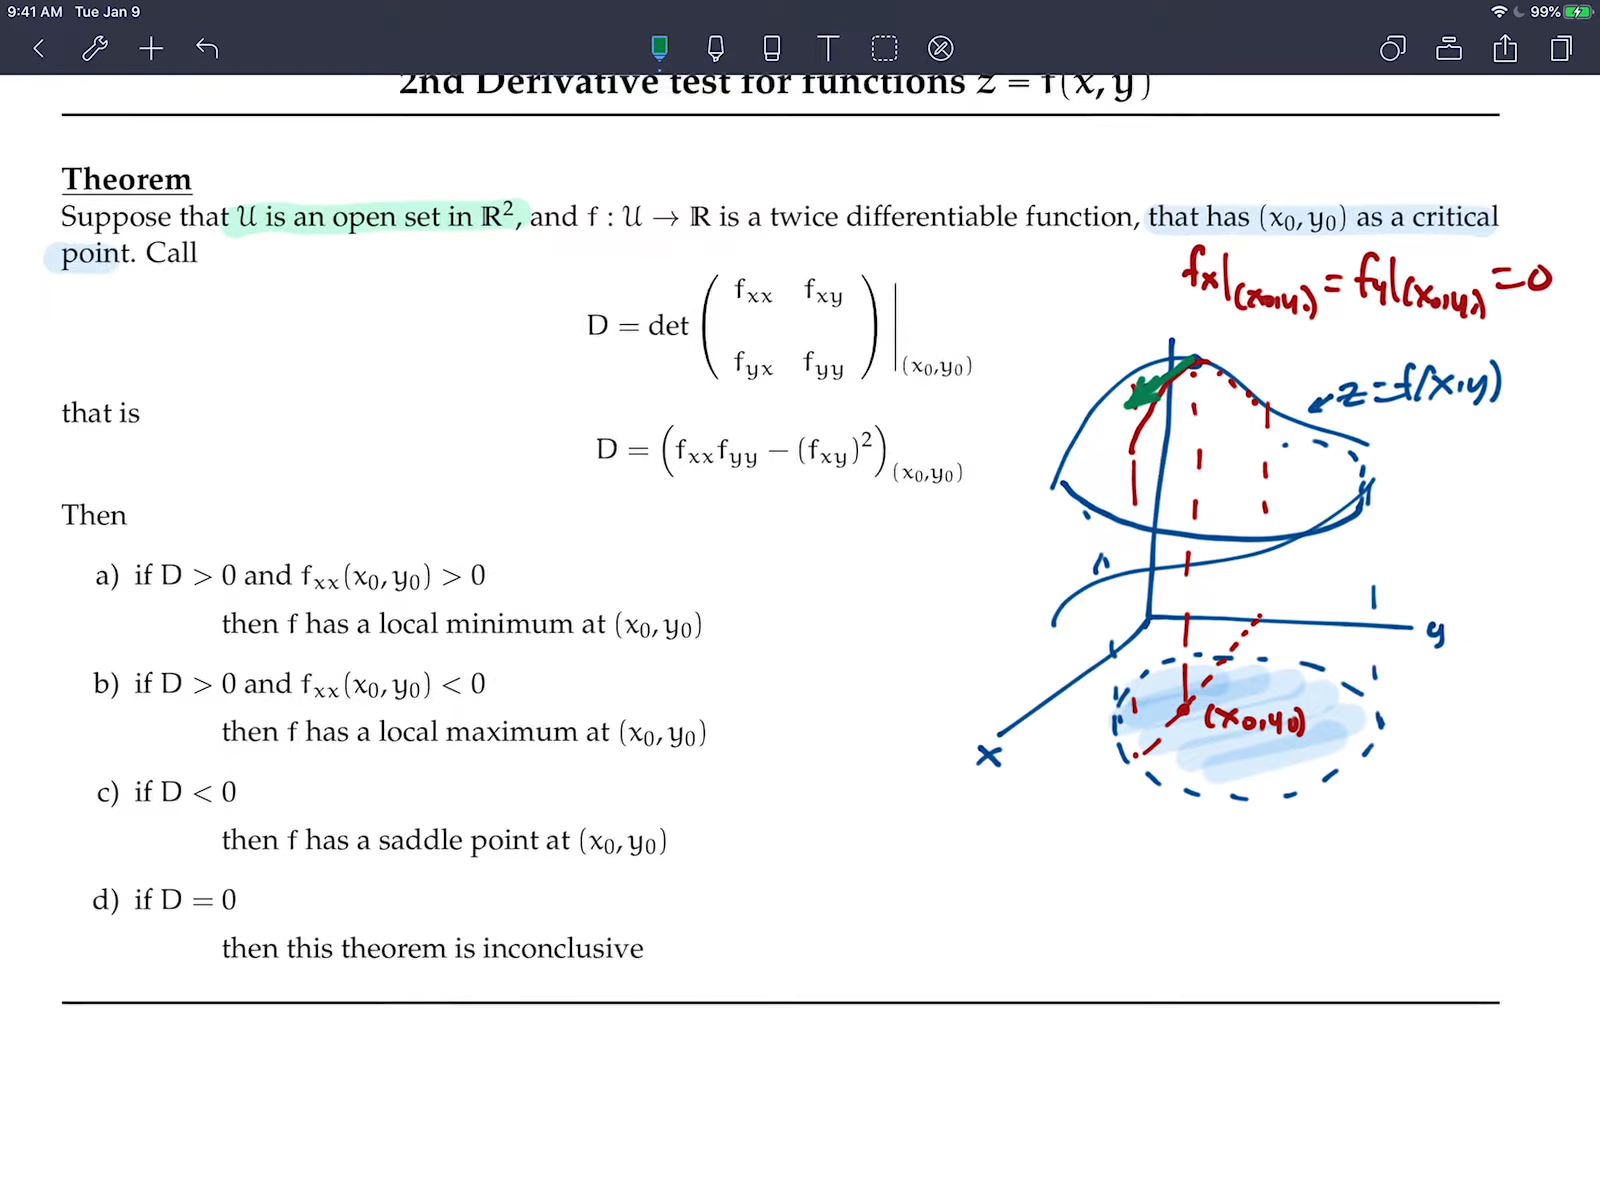 9:41 AM Tue Jan 9
99%
2nd Derivative test for functions z = f(x, y)
Theorem
Suppose that 𝒰 is an open set in ℝ², and f : 𝒰 → ℝ is a twice differentiable function, that has (x₀, y₀) as a critical
point. Call
fx|(x₀,y₀) = fy|(x₀,y₀) = 0
D = det ( fₓₓ fₓy
fyₓ fyy ) |(x₀,y₀)
z = f(x,y)
that is
D = (fₓₓfyy − (fₓy)²)(x₀,y₀)
Then
a) if D > 0 and fₓₓ(x₀, y₀) > 0
then f has a local minimum at (x₀, y₀)
y
b) if D > 0 and fₓₓ(x₀, y₀) < 0
then f has a local maximum at (x₀, y₀)
(x₀,y₀)
x
c) if D < 0
then f has a saddle point at (x₀, y₀)
d) if D = 0
then this theorem is inconclusive